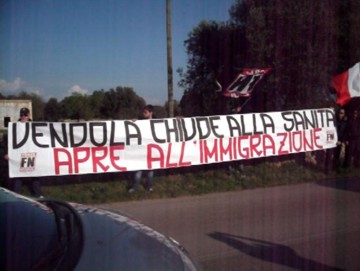 VENDOLA CHIUDE ALLA SANITÀ
APRE ALL'IMMIGRAZIONE
FN
FN